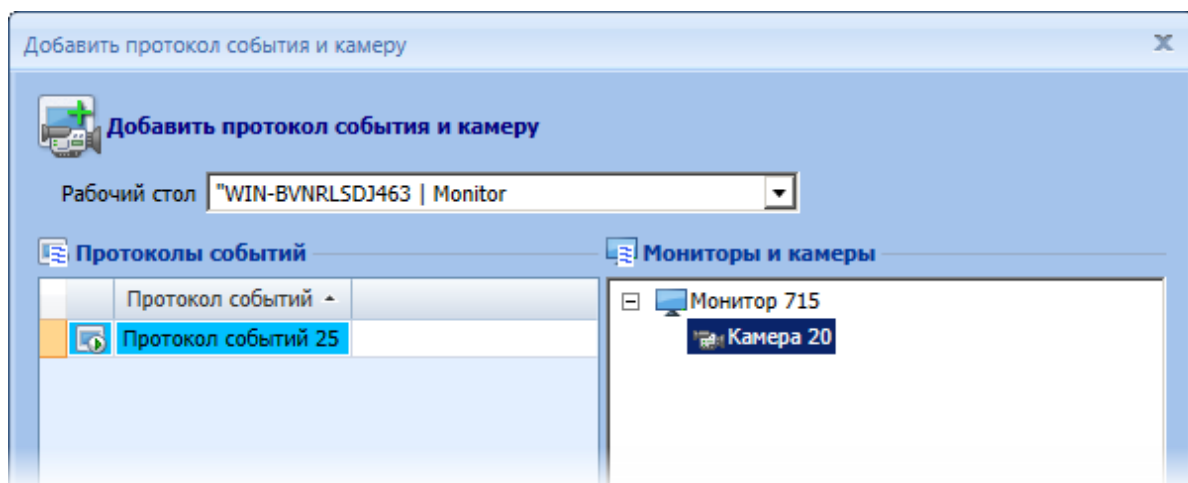 Добавить протокол события и камеру
Добавить протокол события и камеру
Рабочий стол "WIN-BVNRLSDJ463 | Monitor
Протоколы событий Мониторы и камеры
Протокол событий Монитор 715
Протокол событий 25 Камера 20